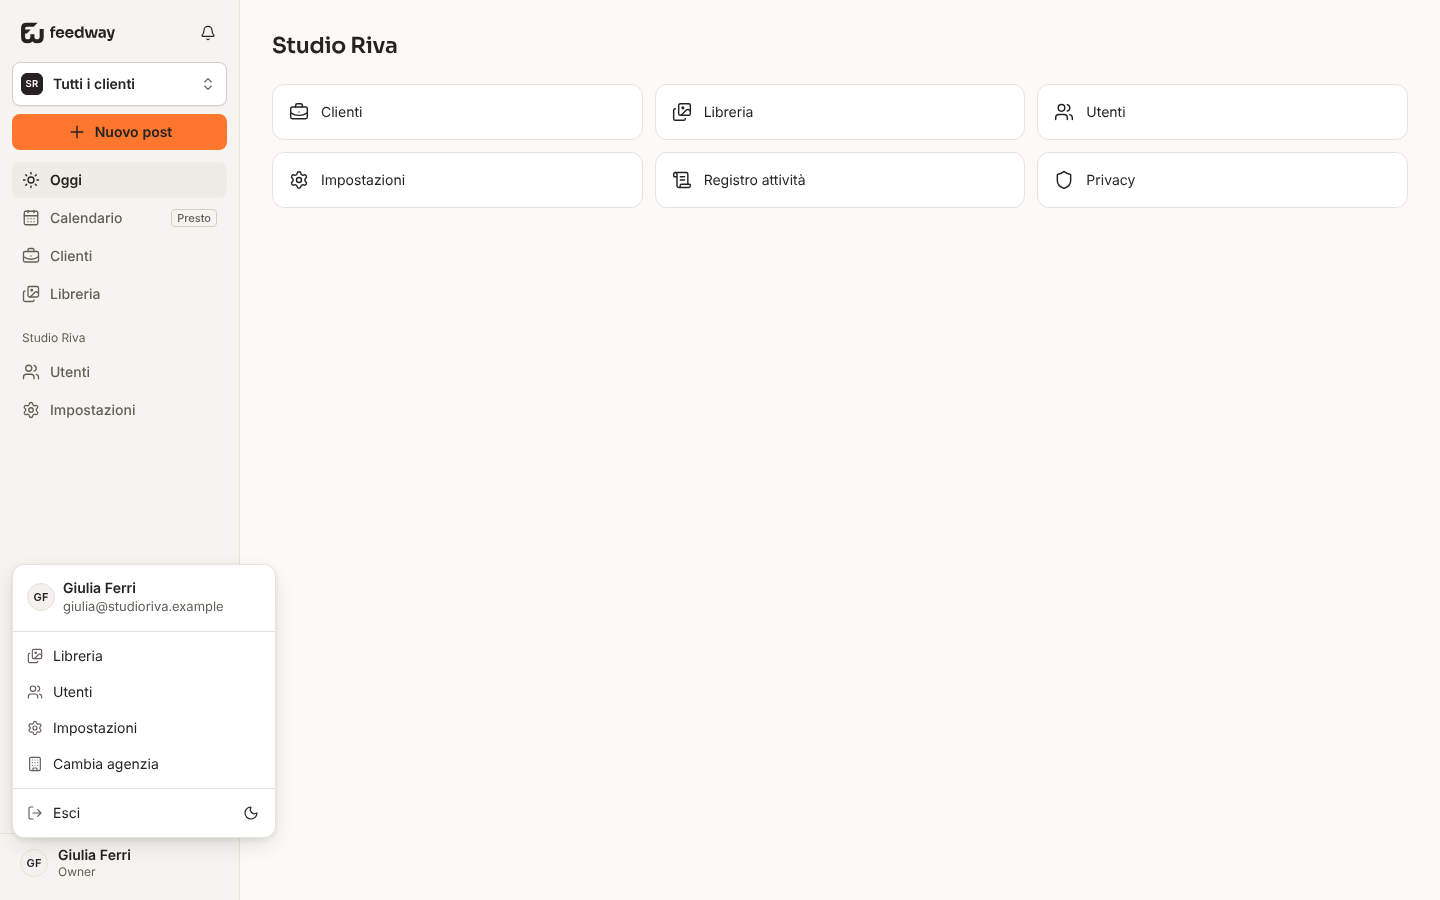 feedway
SR Tutti i clienti
Nuovo post
Oggi
Calendario Presto
Clienti
Libreria
Studio Riva
Utenti
Impostazioni
GF Giulia Ferri
giulia@studioriva.example
Libreria
Utenti
Impostazioni
Cambia agenzia
Esci
GF Giulia Ferri
Owner
Studio Riva
Clienti
Libreria
Utenti
Impostazioni
Registro attività
Privacy